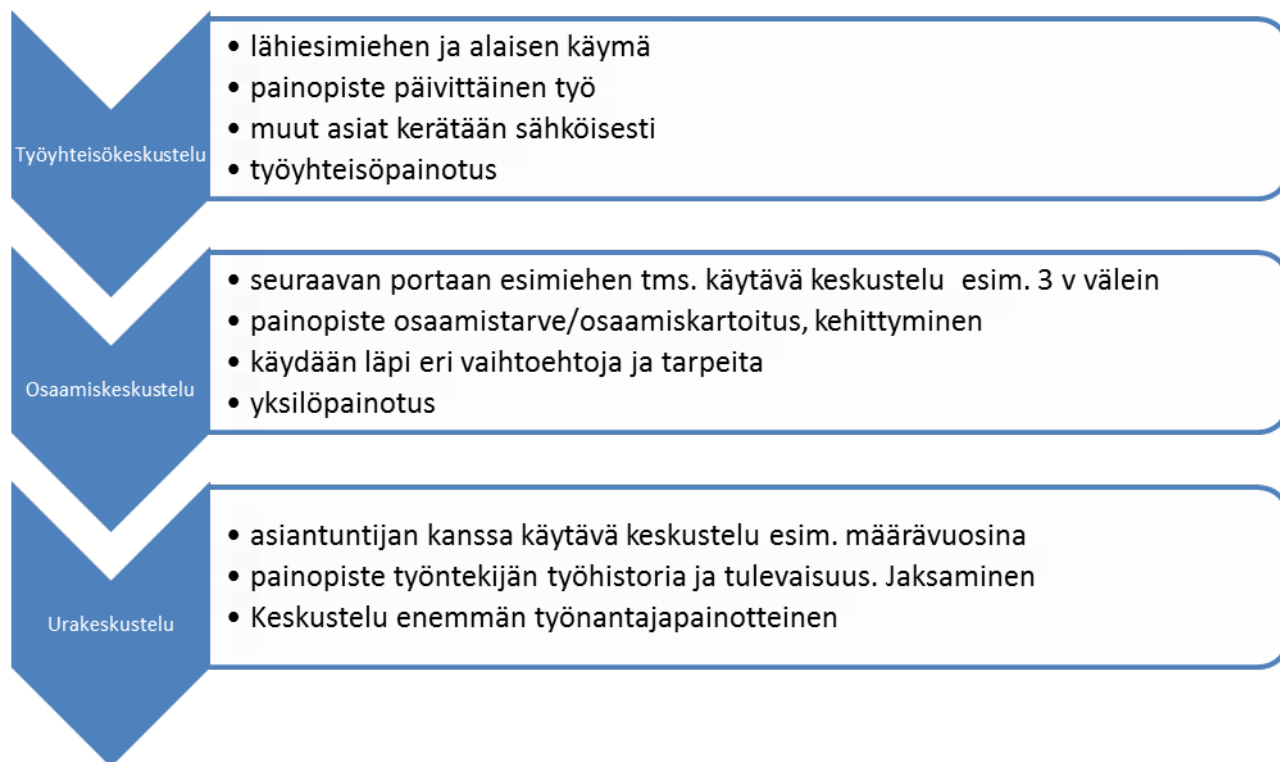 Työyhteisökeskustelu
• lähiesimiehen ja alaisen käymä
• painopiste päivittäinen työ
• muut asiat kerätään sähköisesti
• työyhteisöpainotus
Osaamiskeskustelu
• seuraavan portaan esimiehen tms. käytävä keskustelu esim. 3 v välein
• painopiste osaamistarve/osaamiskartoitus, kehittyminen
• käydään läpi eri vaihtoehtoja ja tarpeita
• yksilöpainotus
Urakeskustelu
• asiantuntijan kanssa käytävä keskustelu esim. määrävuosina
• painopiste työntekijän työhistoria ja tulevaisuus. Jaksaminen
• Keskustelu enemmän työnantajapainotteinen